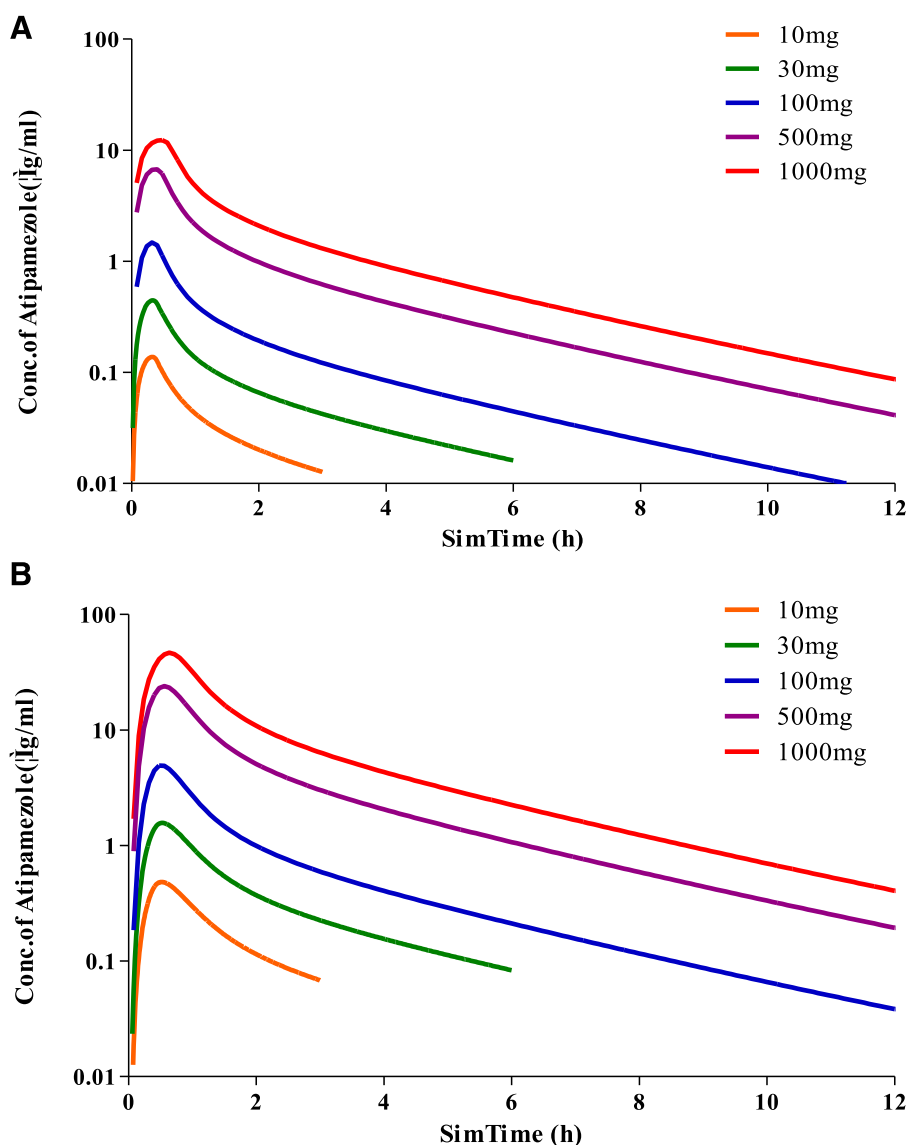 A
100
10
1
0.1
0.01
Conc.of Atipamezole(¦Ìg/ml)
10mg
30mg
100mg
500mg
1000mg
0 2 4 6 8 10 12
SimTime (h)
B
100
10
1
0.1
0.01
Conc.of Atipamezole(¦Ìg/ml)
10mg
30mg
100mg
500mg
1000mg
0 2 4 6 8 10 12
SimTime (h)